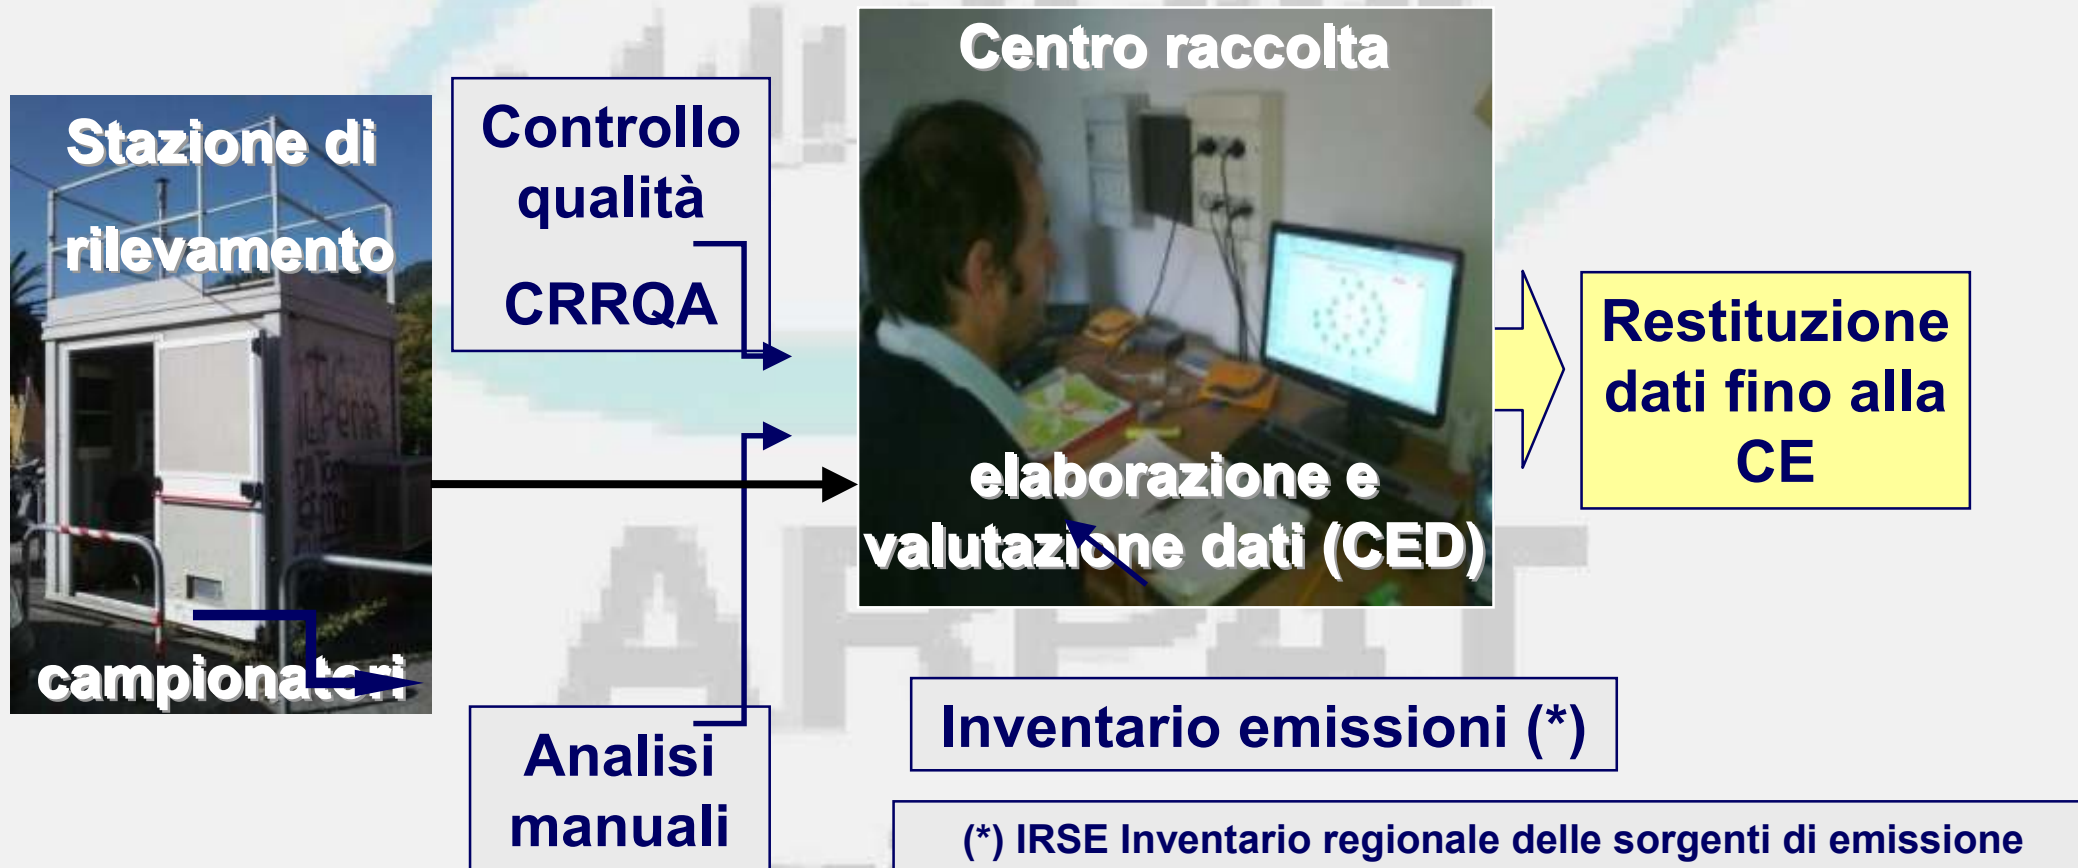 Stazione di
rilevamento
campionatori
Controllo
qualità
CRRQA
Analisi
manuali
Centro raccolta
elaborazione e
valutazione dati (CED)
Restituzione
dati fino alla
CE
Inventario emissioni (*)
(*) IRSE Inventario regionale delle sorgenti di emissione
ARPAT